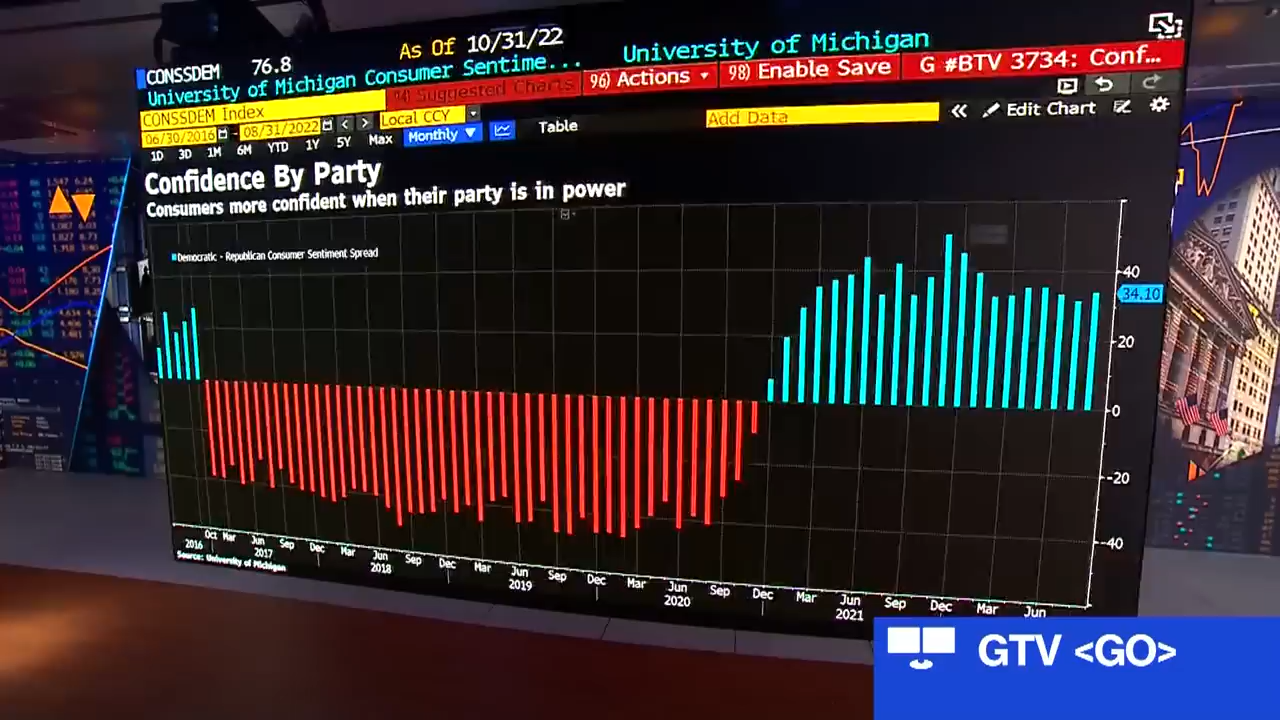 CONSSDEM 76.8 As Of 10/31/22 University of Michigan
University of Michigan Consumer Sentime...
94) Suggested Charts 96) Actions 98) Enable Save G #BTV 3734: Conf...
CONSSDEM Index
06/30/2016 - 08/31/2022 Local CCY Add Data « Edit Chart
1D 3D 1M 6M YTD 1Y 5Y Max Monthly ▼ Table
Confidence By Party
Consumers more confident when their party is in power
Democratic - Republican Consumer Sentiment Spread
40
34.10
20
0
-20
-40
Oct Mar Jun Sep Dec Mar Jun Sep Dec Mar Jun Sep Dec Mar Jun Sep Dec Mar Jun Sep Dec Mar Jun
2016 2017 2018 2019 2020 2021
Source: University of Michigan
GTV <GO>